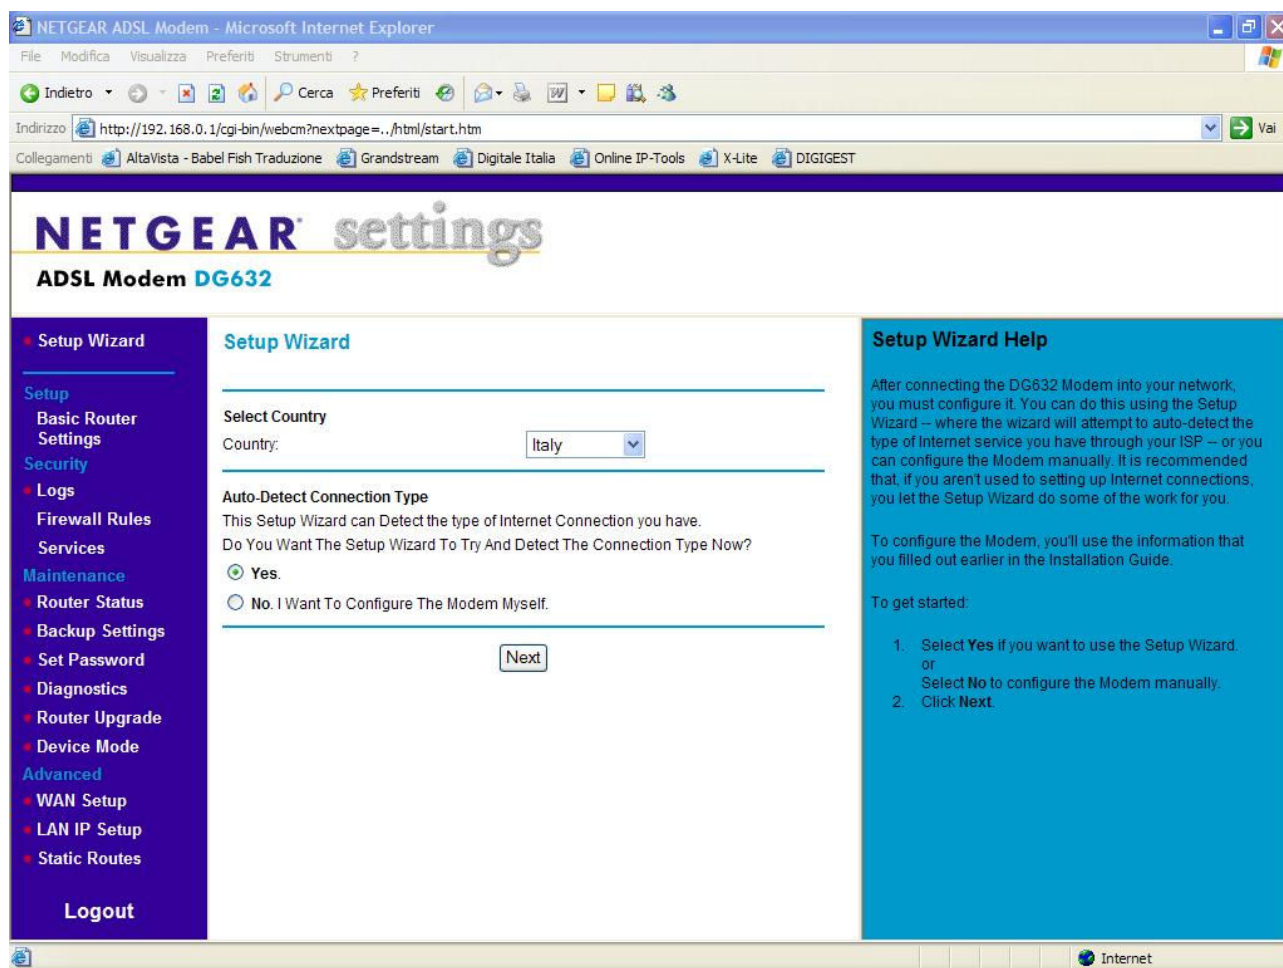 NETGEAR ADSL Modem - Microsoft Internet Explorer
File Modifica Visualizza Preferiti Strumenti ?
Indietro Cerca Preferiti
Indirizzo http://192.168.0.1/cgi-bin/webcm?nextpage=../html/start.htm Vai
Collegamenti AltaVista - Babel Fish Traduzione Grandstream Digitale Italia Online IP-Tools X-Lite DIGIGEST
NETGEAR settings
ADSL Modem DG632
Setup Wizard
Setup
Basic Router
Settings
Security
Logs
Firewall Rules
Services
Maintenance
Router Status
Backup Settings
Set Password
Diagnostics
Router Upgrade
Device Mode
Advanced
WAN Setup
LAN IP Setup
Static Routes
Logout
Setup Wizard
Select Country
Country: Italy
Auto-Detect Connection Type
This Setup Wizard can Detect the type of Internet Connection you have.
Do You Want The Setup Wizard To Try And Detect The Connection Type Now?
Yes.
No. I Want To Configure The Modem Myself.
Next
Setup Wizard Help
After connecting the DG632 Modem into your network,
you must configure it. You can do this using the Setup
Wizard -- where the wizard will attempt to auto-detect the
type of Internet service you have through your ISP -- or you
can configure the Modem manually. It is recommended
that, if you aren't used to setting up Internet connections,
you let the Setup Wizard do some of the work for you.
To configure the Modem, you'll use the information that
you filled out earlier in the Installation Guide.
To get started:
1. Select Yes if you want to use the Setup Wizard.
or
Select No to configure the Modem manually.
2. Click Next.
Internet